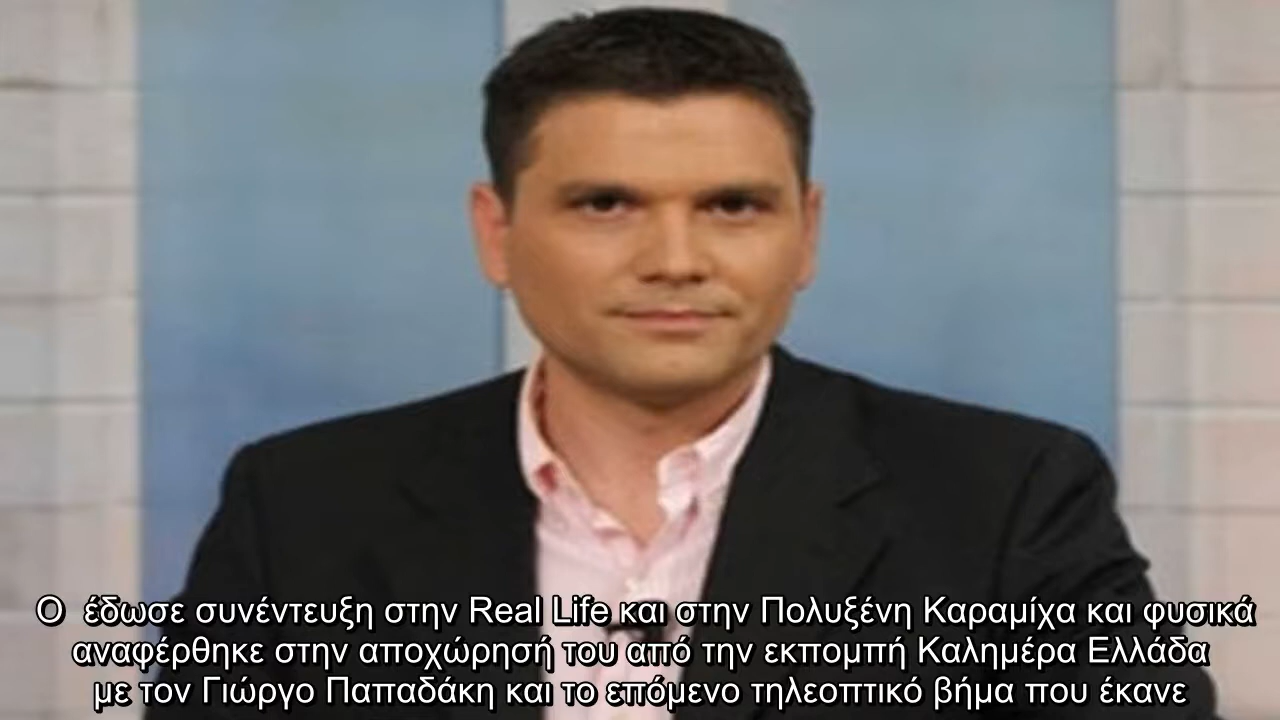 Ο  έδωσε συνέντευξη στην Real Life και στην Πολυξένη Καραμίχα και φυσικά
αναφέρθηκε στην αποχώρησή του από την εκπομπή Καλημέρα Ελλάδα
με τον Γιώργο Παπαδάκη και το επόμενο τηλεοπτικό βήμα που έκανε